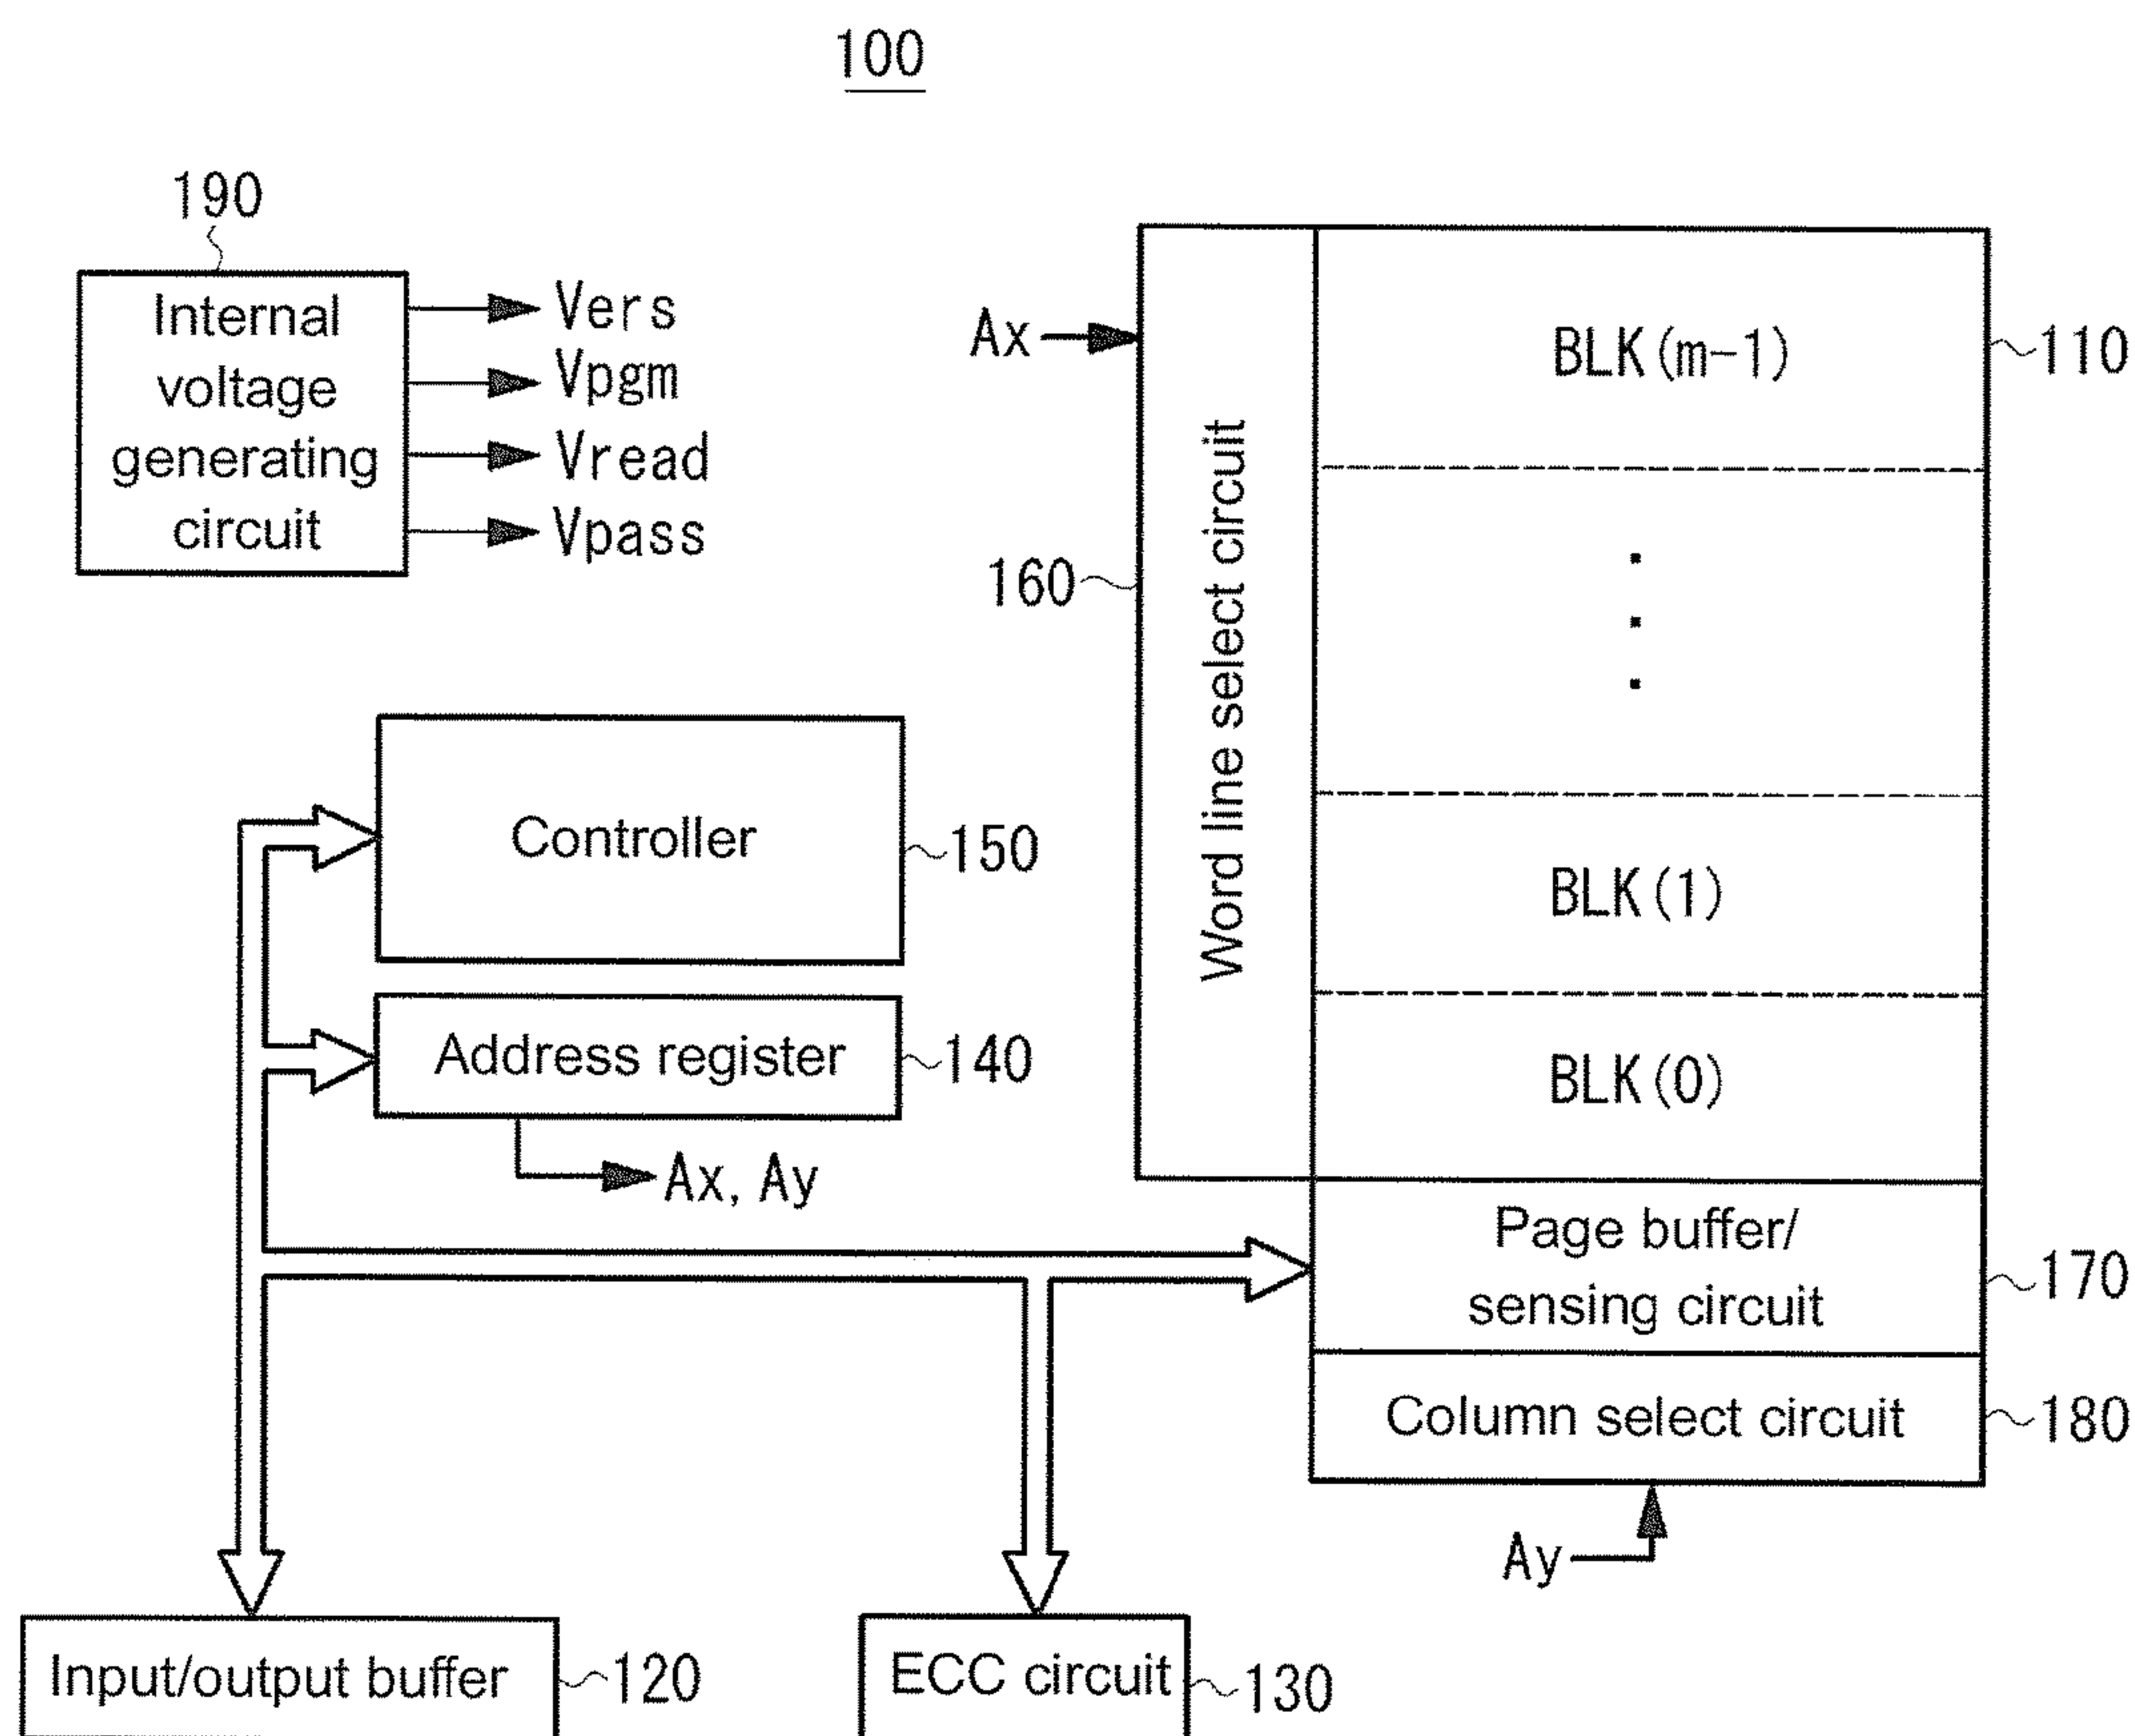 100
190
Internal
voltage
generating
circuit
Vers
Vpgm
Vread
Vpass
Ax
160
Word line select circuit
BLK(m-1)
110
.
.
.
BLK(1)
BLK(0)
Controller
150
Address register
140
Ax, Ay
Page buffer/
sensing circuit
170
Column select circuit
180
Ay
Input/output buffer
120
ECC circuit
130